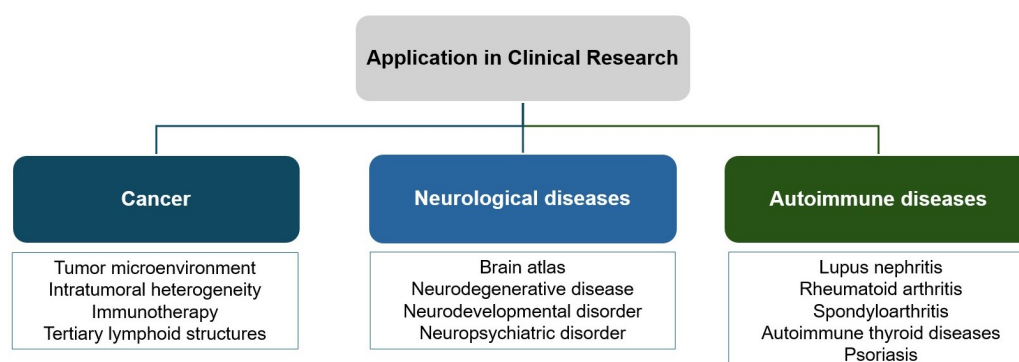 Application in Clinical Research
Cancer
Tumor microenvironment
Intratumoral heterogeneity
Immunotherapy
Tertiary lymphoid structures
Neurological diseases
Brain atlas
Neurodegenerative disease
Neurodevelopmental disorder
Neuropsychiatric disorder
Autoimmune diseases
Lupus nephritis
Rheumatoid arthritis
Spondyloarthritis
Autoimmune thyroid diseases
Psoriasis